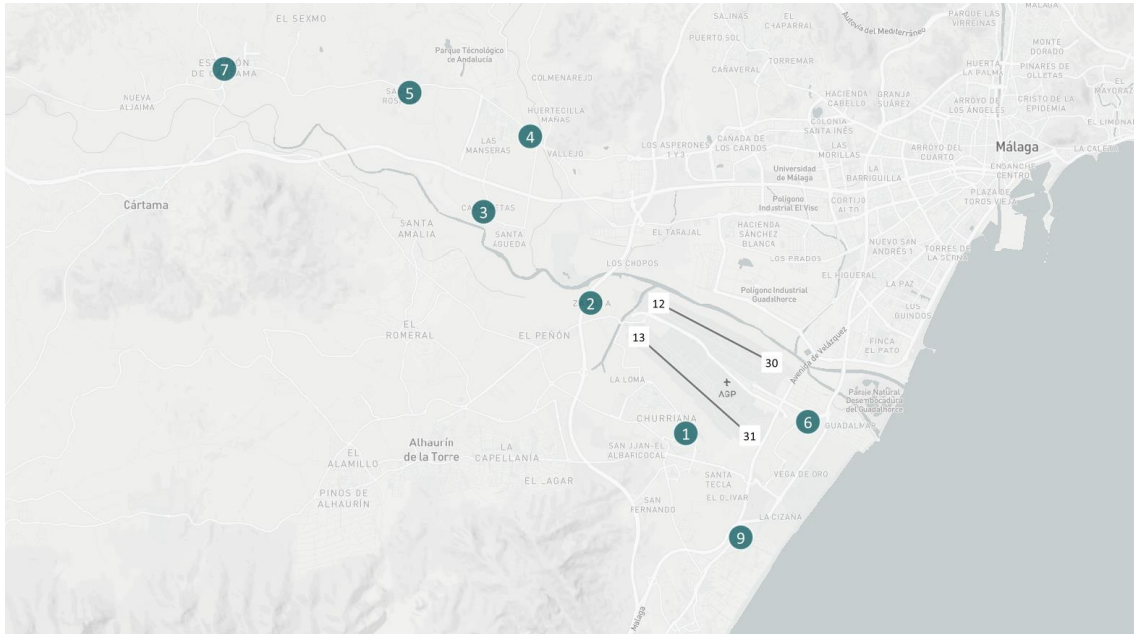 EL SEXMO
SALINAS
EL
CHAPARRAL
PARQUE LAS
VIRREINAS
MÁLAGA
Autovía del Mediterráneo
PUERTO SOL
Parque Tecnológico
de Andalucía
TORREMAR
MONTE
DORADO
7
COLMENAREJO
CAÑAVERAL
HUERTA
LA PALMA
PINARES DE
OLLETAS
EL
MAYORAZ
NUEVA
ALJAIMA
5
HACIENDA
CABELLO
GRANJA
SUÁREZ
ARROYO DE
LOS ÁNGELES
CRISTO DE LA
EPIDEMIA
HUERTECILLA
MAÑAS
4
COLONIA
SANTA INÉS
EL LIMONAR
LAS
MANSERAS
VALLEJO
LOS ASPERONES
1 Y 2
CAÑADA DE
LOS CARDOS
LAS
MORILLAS
ARROYO DEL
CUARTO
Málaga
LA CALETA
Universidad
de Málaga
LA
BARRIGUILLA
ENSANCHE
CENTRO
PLAZA DE
TOROS VIEJA
Cártama
3
Polígono
Industrial El Visc
CORTIJO
ALTO
SANTA
AMALIA
SANTA
ÁGUEDA
EL TARAJAL
HACIENDA
SÁNCHEZ
BLANCA
NUEVO SAN
ANDRÉS 1
TORRES DE
LOS PRADOS
LOS CHOPOS
EL HIGUERAL
LA PAZ
Polígono Industrial
Guadalhorce
2
12
LOS
GUINDOS
EL
ROMERAL
EL PEÑÓN
13
Avenida de Velázquez
FINCA
EL PATO
30
LA LOMA
AGP
Paraje Natural
Desembocadura
del Guadalhorce
CHURRIANA
1
31
6
GUADALMAR
Alhaurín
de la Torre
LA
CAPELLANÍA
SAN JUAN-EL
ALBARICOCAL
EL
ALAMILLO
EL LAGAR
SANTA
TECLA
VEGA DE ORO
PINOS DE
ALHAURÍN
SAN
FERNANDO
EL OLIVAR
LA CIZAÑA
9
Málaga